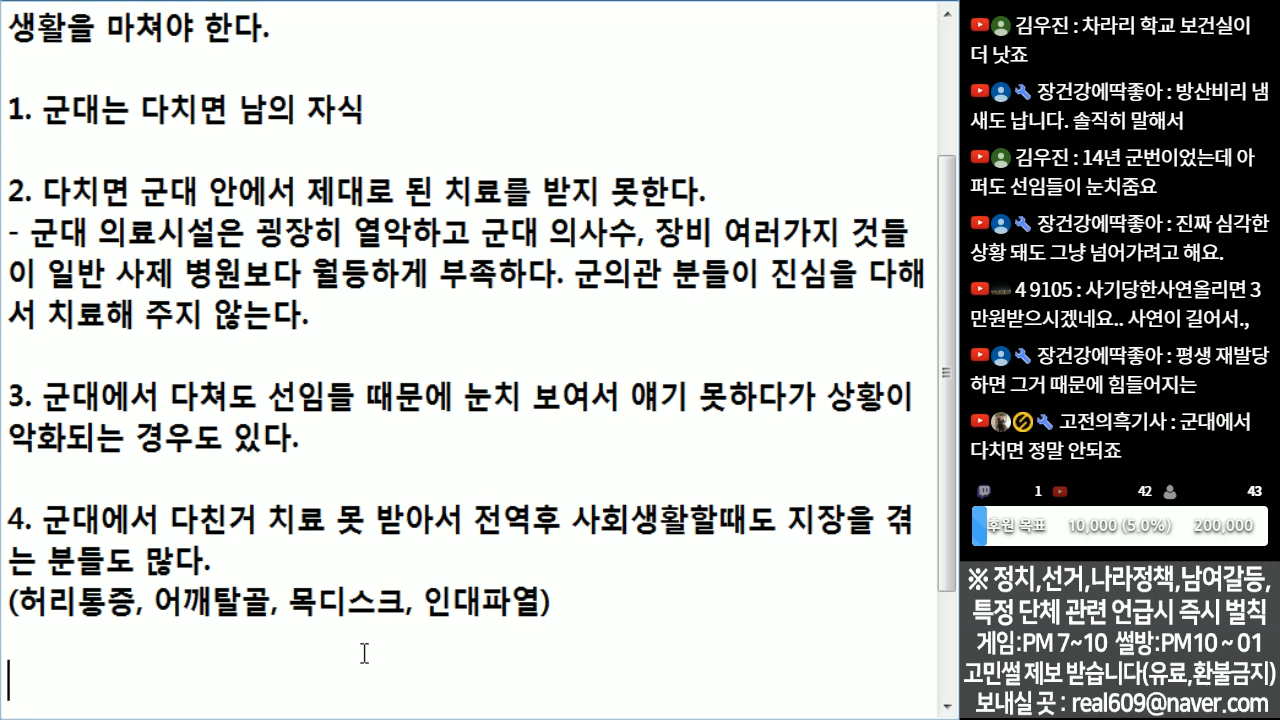 생활을 마쳐야 한다.
1. 군대는 다치면 남의 자식
2. 다치면 군대 안에서 제대로 된 치료를 받지 못한다.
- 군대 의료시설은 굉장히 열악하고 군대 의사수, 장비 여러가지 것들
이 일반 사제 병원보다 월등하게 부족하다. 군의관 분들이 진심을 다해
서 치료해 주지 않는다.
3. 군대에서 다쳐도 선임들 때문에 눈치 보여서 얘기 못하다가 상황이
악화되는 경우도 있다.
4. 군대에서 다친거 치료 못 받아서 전역후 사회생활할때도 지장을 겪
는 분들도 많다.
(허리통증, 어깨탈골, 목디스크, 인대파열)
김우진 : 차라리 학교 보건실이
더 낫죠
장건강에딱좋아 : 방산비리 냄
새도 납니다. 솔직히 말해서
김우진 : 14년 군번이었는데 아
퍼도 선임들이 눈치줌요
장건강에딱좋아 : 진짜 심각한
상황 돼도 그냥 넘어가려고 해요.
4 9105 : 사기당한사연올리면 3
만원받으시겠네요.. 사연이 길어서.,
장건강에딱좋아 : 평생 재발당
하면 그거 때문에 힘들어지는
고전의흑기사 : 군대에서
다치면 정말 안되죠
1 42 43
후원 목표 10,000 (5.0%) 200,000
※ 정치,선거,나라정책,남여갈등,
특정 단체 관련 언급시 즉시 벌칙
게임:PM 7~10 썰방:PM10 ~ 01
고민썰 제보 받습니다(유료,환불금지)
보내실 곳 : real609@naver.com